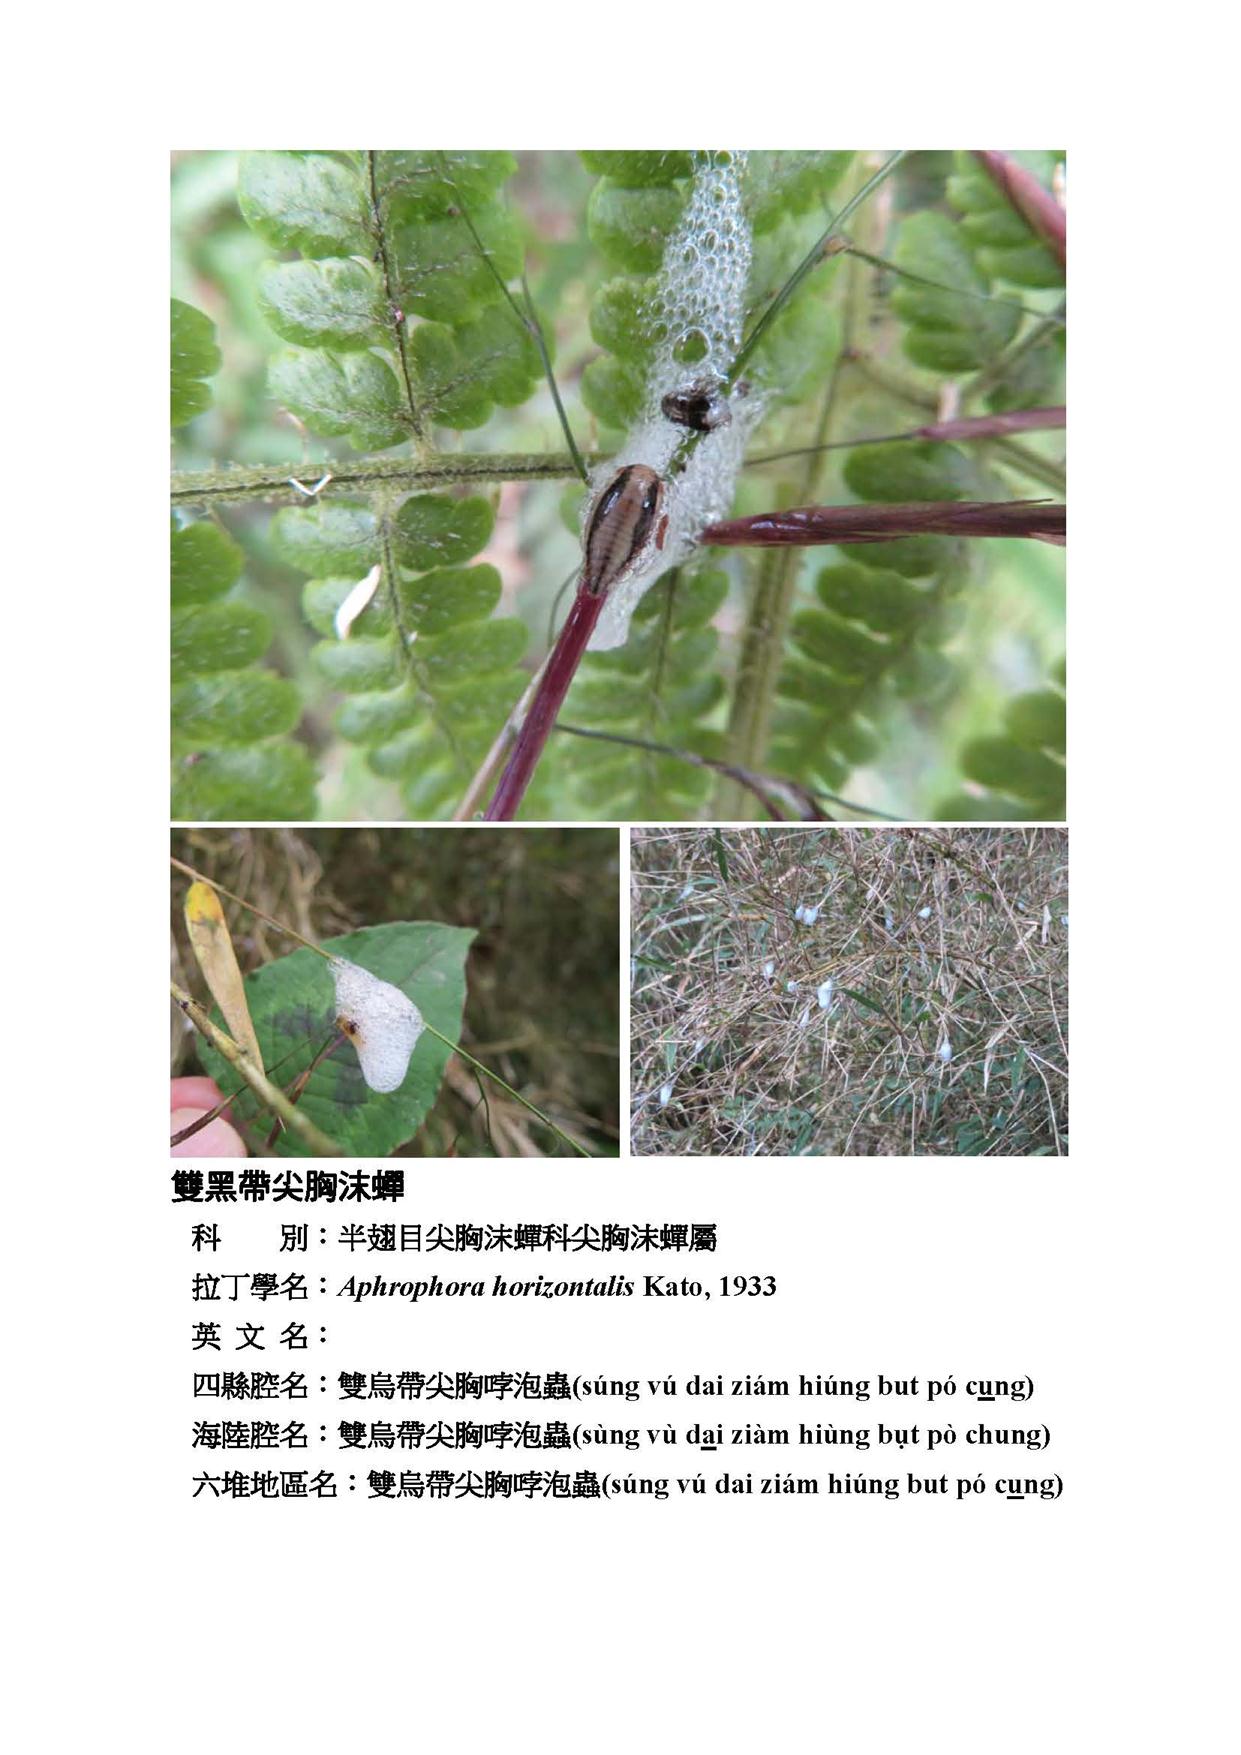 雙黑帶尖胸沫蟬
科　　別：半翅目尖胸沫蟬科尖胸沫蟬屬
拉丁學名：Aphrophora horizontalis Kato, 1933
英 文 名：
四縣腔名：雙烏帶尖胸哱泡蟲(súng vú dai ziám hiúng but pó cung)
海陸腔名：雙烏帶尖胸哱泡蟲(sùng vù dai ziàm hiùng bụt pò chung)
六堆地區名：雙烏帶尖胸哱泡蟲(súng vú dai ziám hiúng but pó cung)